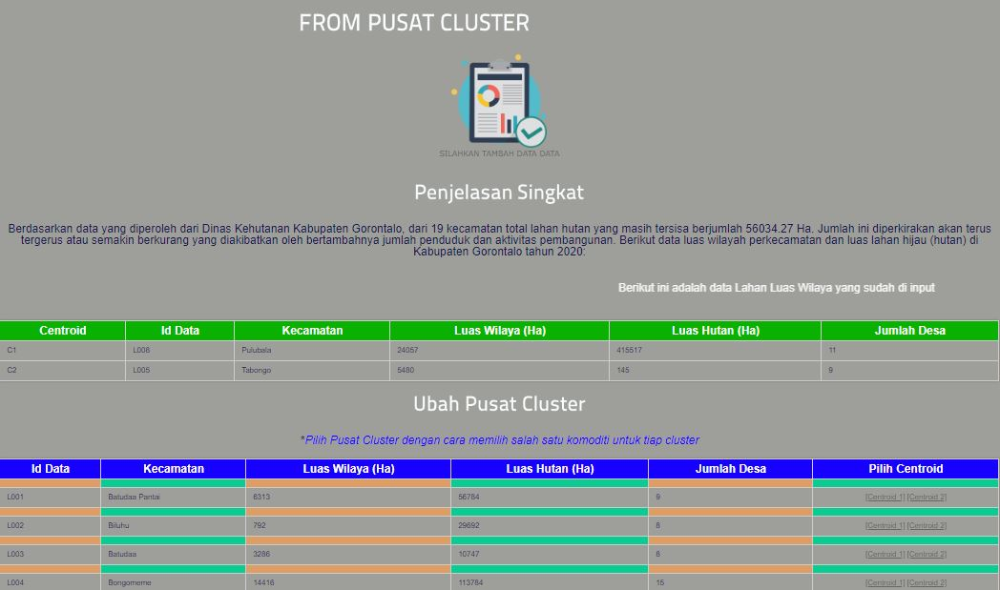 FROM PUSAT CLUSTER
SILAHKAN TAMBAH DATA DATA
Penjelasan Singkat
Berdasarkan data yang diperoleh dari Dinas Kehutanan Kabupaten Gorontalo, dari 19 kecamatan total lahan hutan yang masih tersisa berjumlah 56034.27 Ha. Jumlah ini diperkirakan akan terus
tergerus atau semakin berkurang yang diakibatkan oleh bertambahnya jumlah penduduk dan aktivitas pembangunan. Berikut data luas wilayah perkecamatan dan luas lahan hijau (hutan) di
Kabupaten Gorontalo tahun 2020:
Berikut ini adalah data Lahan Luas Wilaya yang sudah di input
Centroid Id Data Kecamatan Luas Wilaya (Ha) Luas Hutan (Ha) Jumlah Desa
C1 L006 Pulubala 24057 415517 11
C2 L005 Tabongo 5480 145 9
Ubah Pusat Cluster
*Pilih Pusat Cluster dengan cara memilih salah satu komoditi untuk tiap cluster
Id Data Kecamatan Luas Wilaya (Ha) Luas Hutan (Ha) Jumlah Desa Pilih Centroid
L001 Batudaa Pantai 6313 56784 9 [Centroid 1] [Centroid 2]
L002 Biluhu 792 29692 8 [Centroid 1] [Centroid 2]
L003 Batudaa 3286 10747 8 [Centroid 1] [Centroid 2]
L004 Bongomeme 14416 113784 15 [Centroid 1] [Centroid 2]